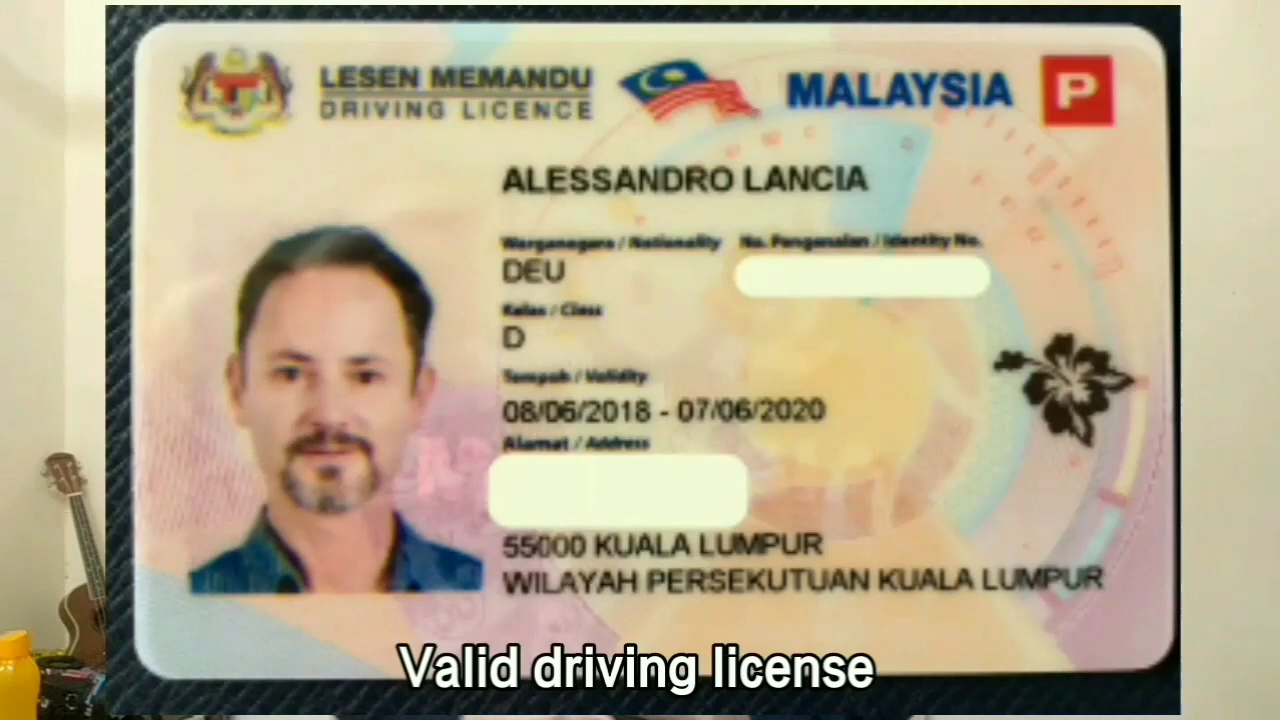 LESEN MEMANDU
DRIVING LICENCE
MALAYSIA
P
ALESSANDRO LANCIA
Warganegara / Nationality No. Pengenalan / Identity No.
DEU
Kelas / Class
D
Tempoh / Validity
08/06/2018 - 07/06/2020
Alamat / Address
55000 KUALA LUMPUR
WILAYAH PERSEKUTUAN KUALA LUMPUR
Valid driving license